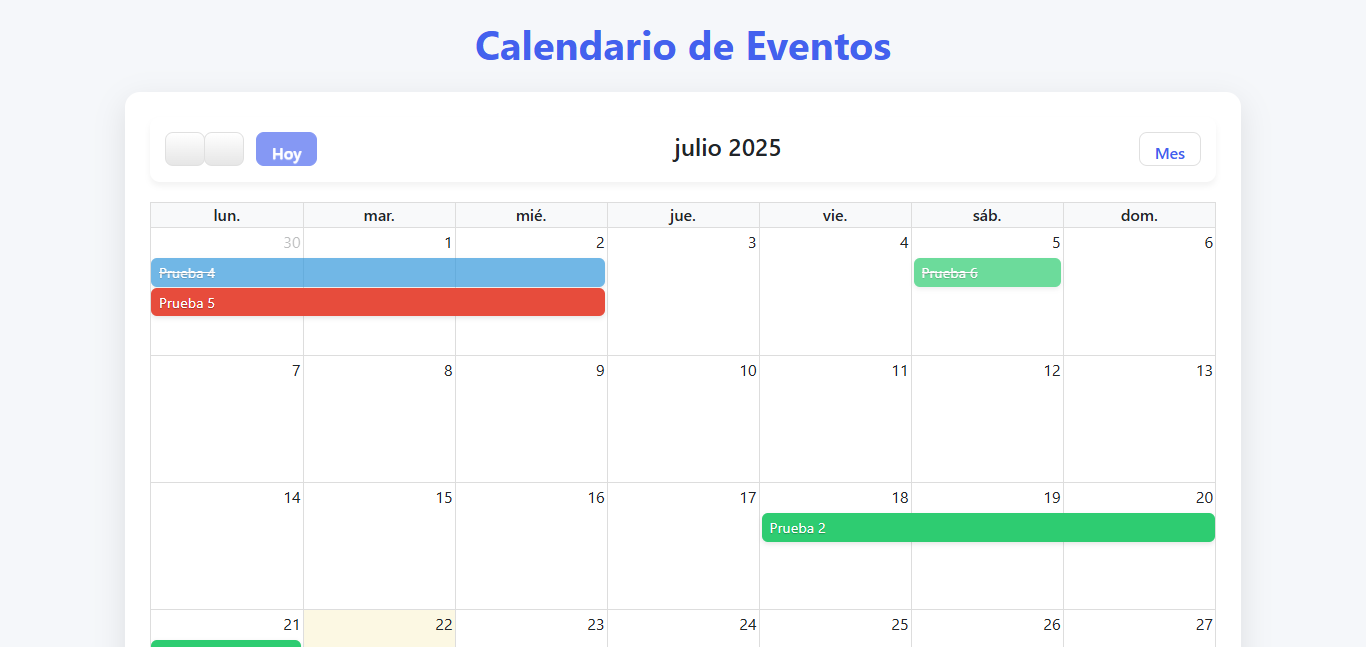 Calendario de Eventos
Hoy
julio 2025
Mes
lun. mar. mié. jue. vie. sáb. dom.
30 1 2 3 4 5 6
Prueba 4 Prueba 6
Prueba 5
7 8 9 10 11 12 13
14 15 16 17 18 19 20
Prueba 2
21 22 23 24 25 26 27